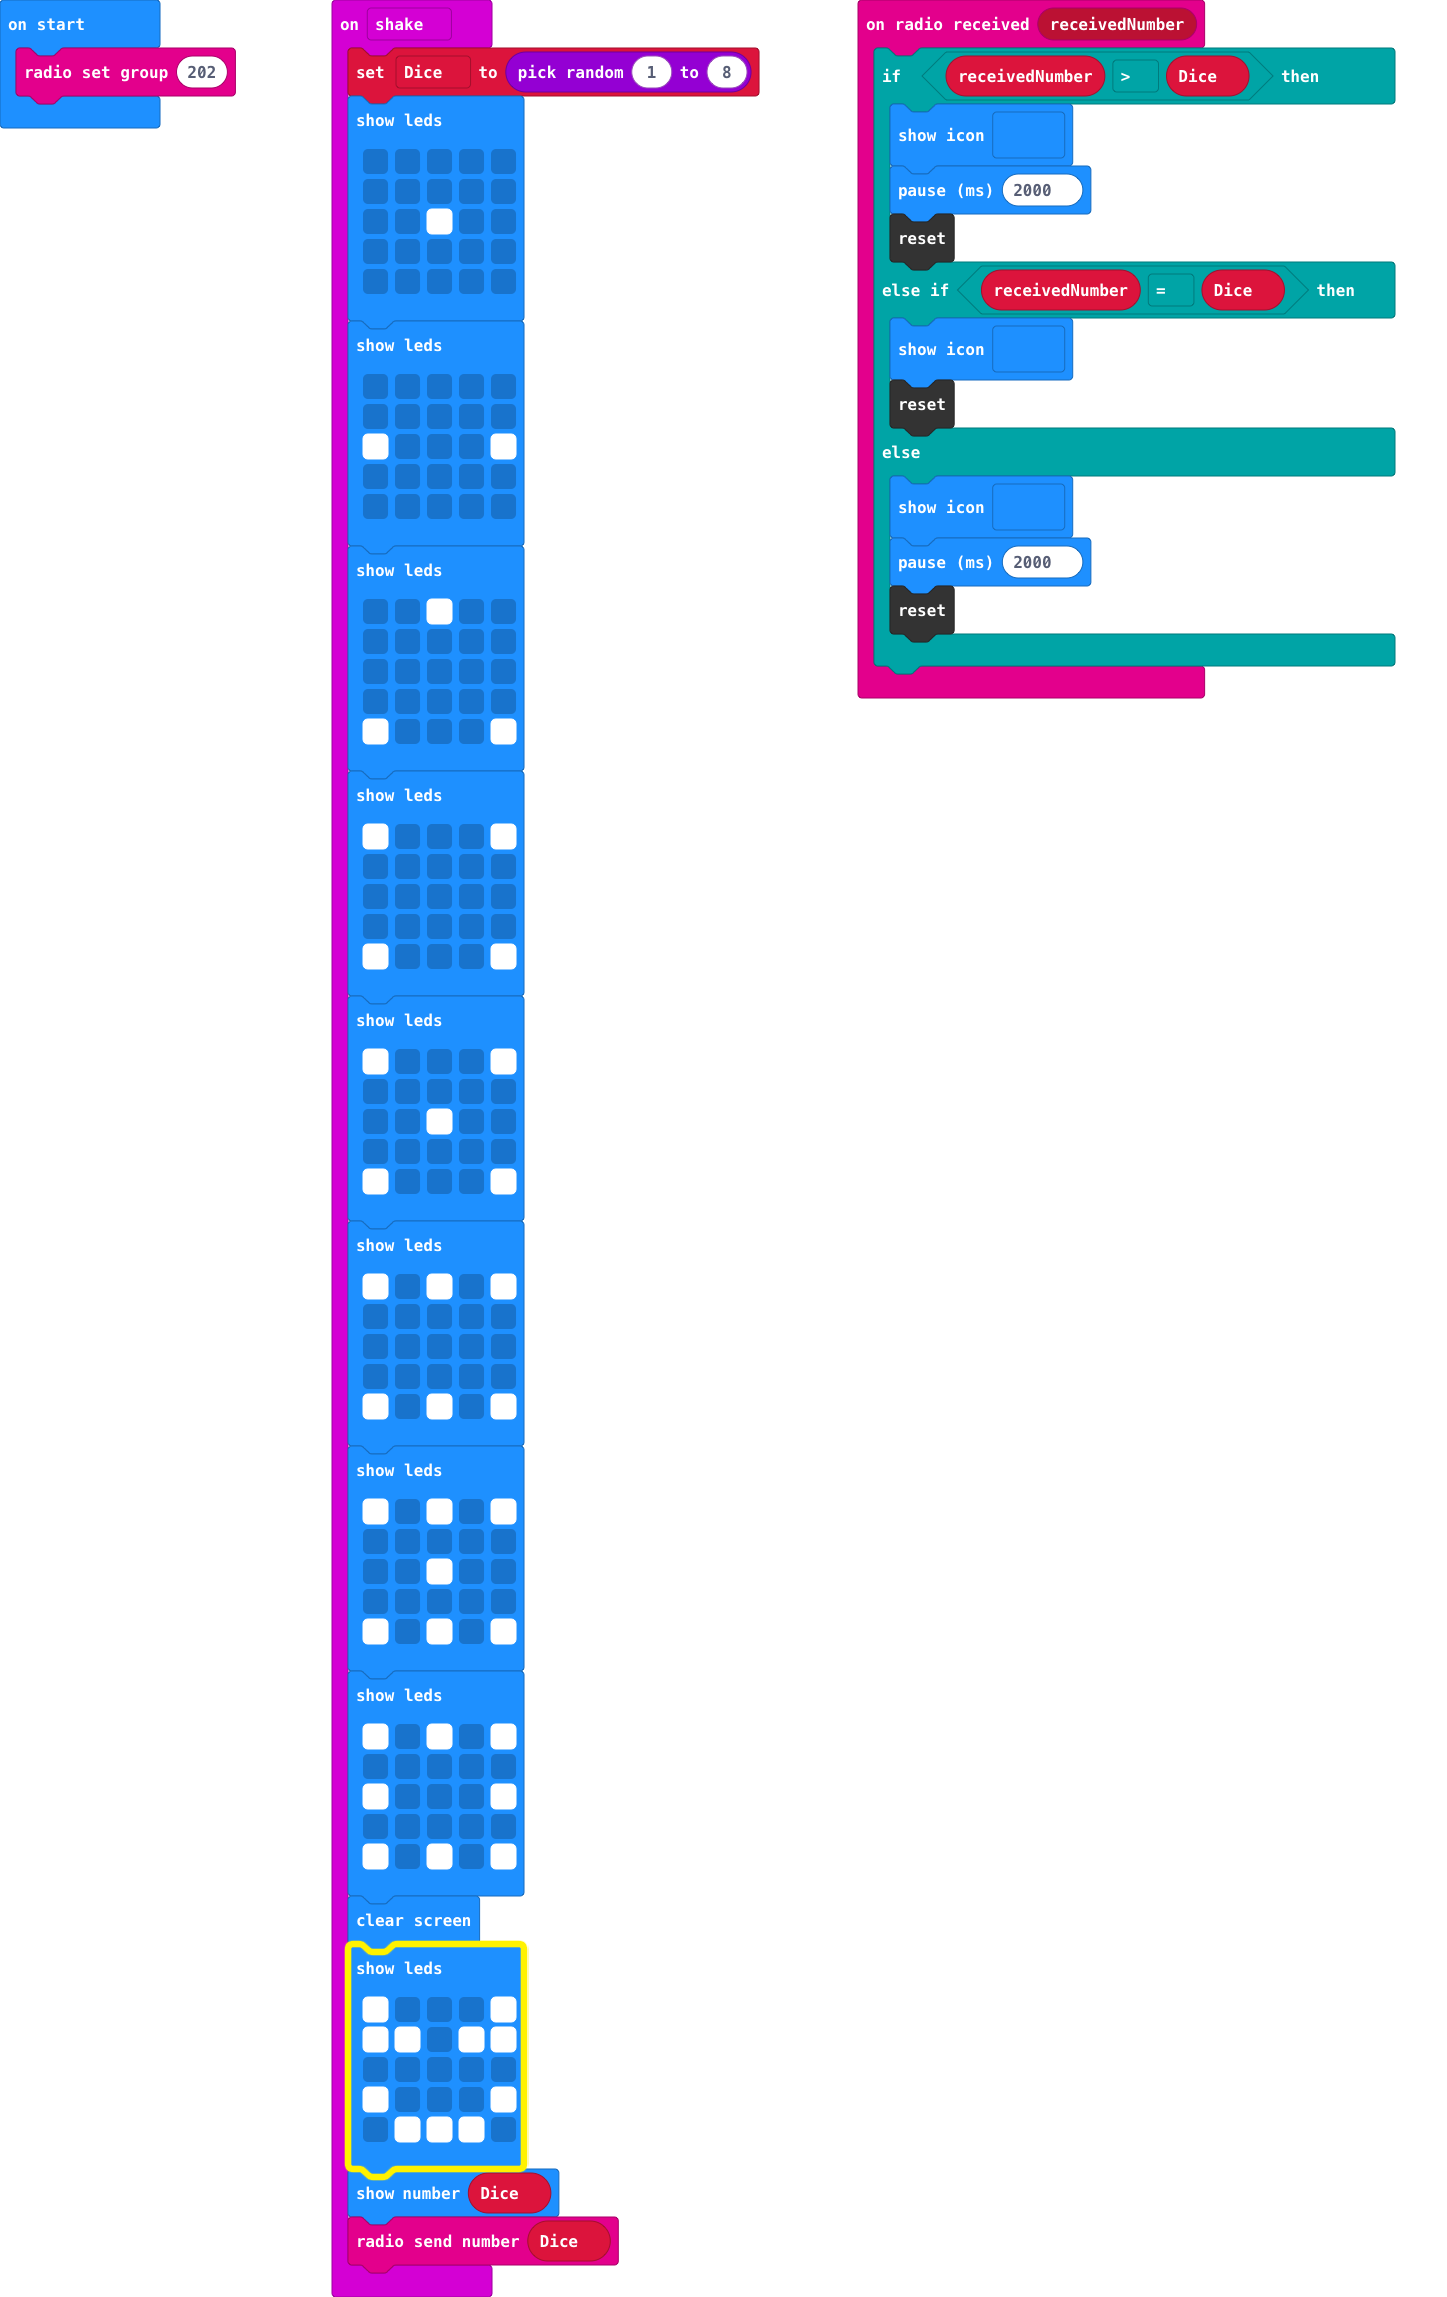 on start
radio set group 202
on shake
set Dice to pick random 1 to 8
show leds
show leds
show leds
show leds
show leds
show leds
show leds
show leds
clear screen
show leds
show number Dice
radio send number Dice
on radio received receivedNumber
if receivedNumber > Dice then
show icon
pause (ms) 2000
reset
else if receivedNumber = Dice then
show icon
reset
else
show icon
pause (ms) 2000
reset